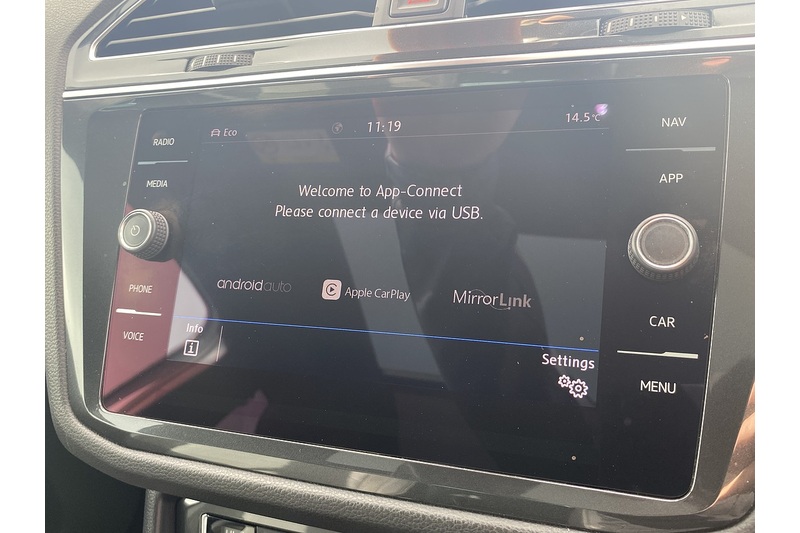 RADIO
MEDIA
PHONE
VOICE
Eco
11:19
14.5°C
Welcome to App-Connect
Please connect a device via USB.
androidauto
Apple CarPlay
MirrorLink
Info
i
Settings
NAV
APP
CAR
MENU